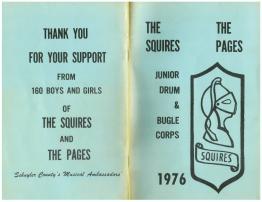 THANK YOU
FOR YOUR SUPPORT
FROM
160 BOYS AND GIRLS
OF
THE SQUIRES
AND
THE PAGES
Schuyler County's Musical Ambassadors
THE SQUIRES
THE PAGES
JUNIOR
DRUM
&
BUGLE
CORPS
SQUIRES
1976